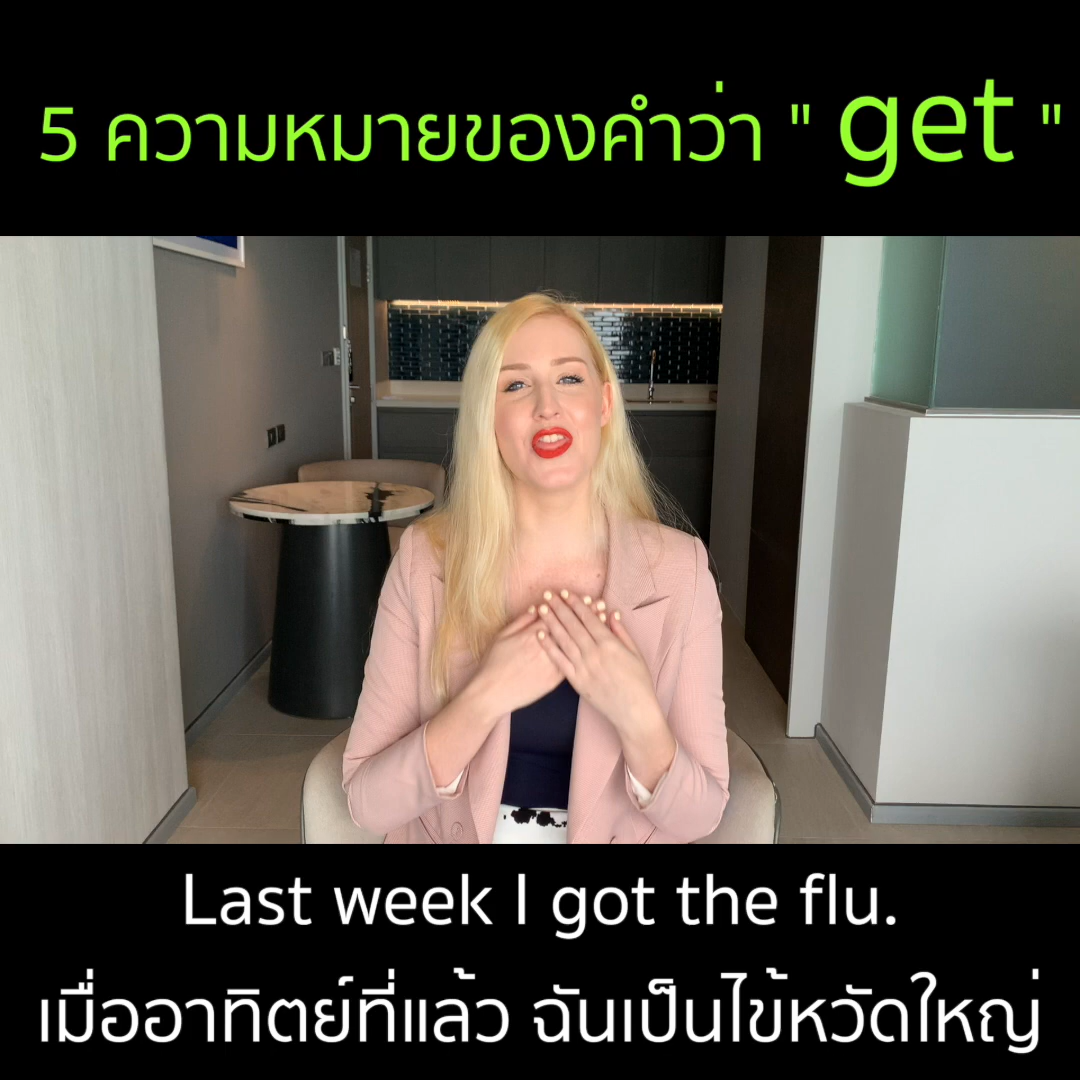 5 ความหมายของคำว่า " get "
Last week I got the flu.
เมื่ออาทิตย์ที่แล้ว ฉันเป็นไข้หวัดใหญ่